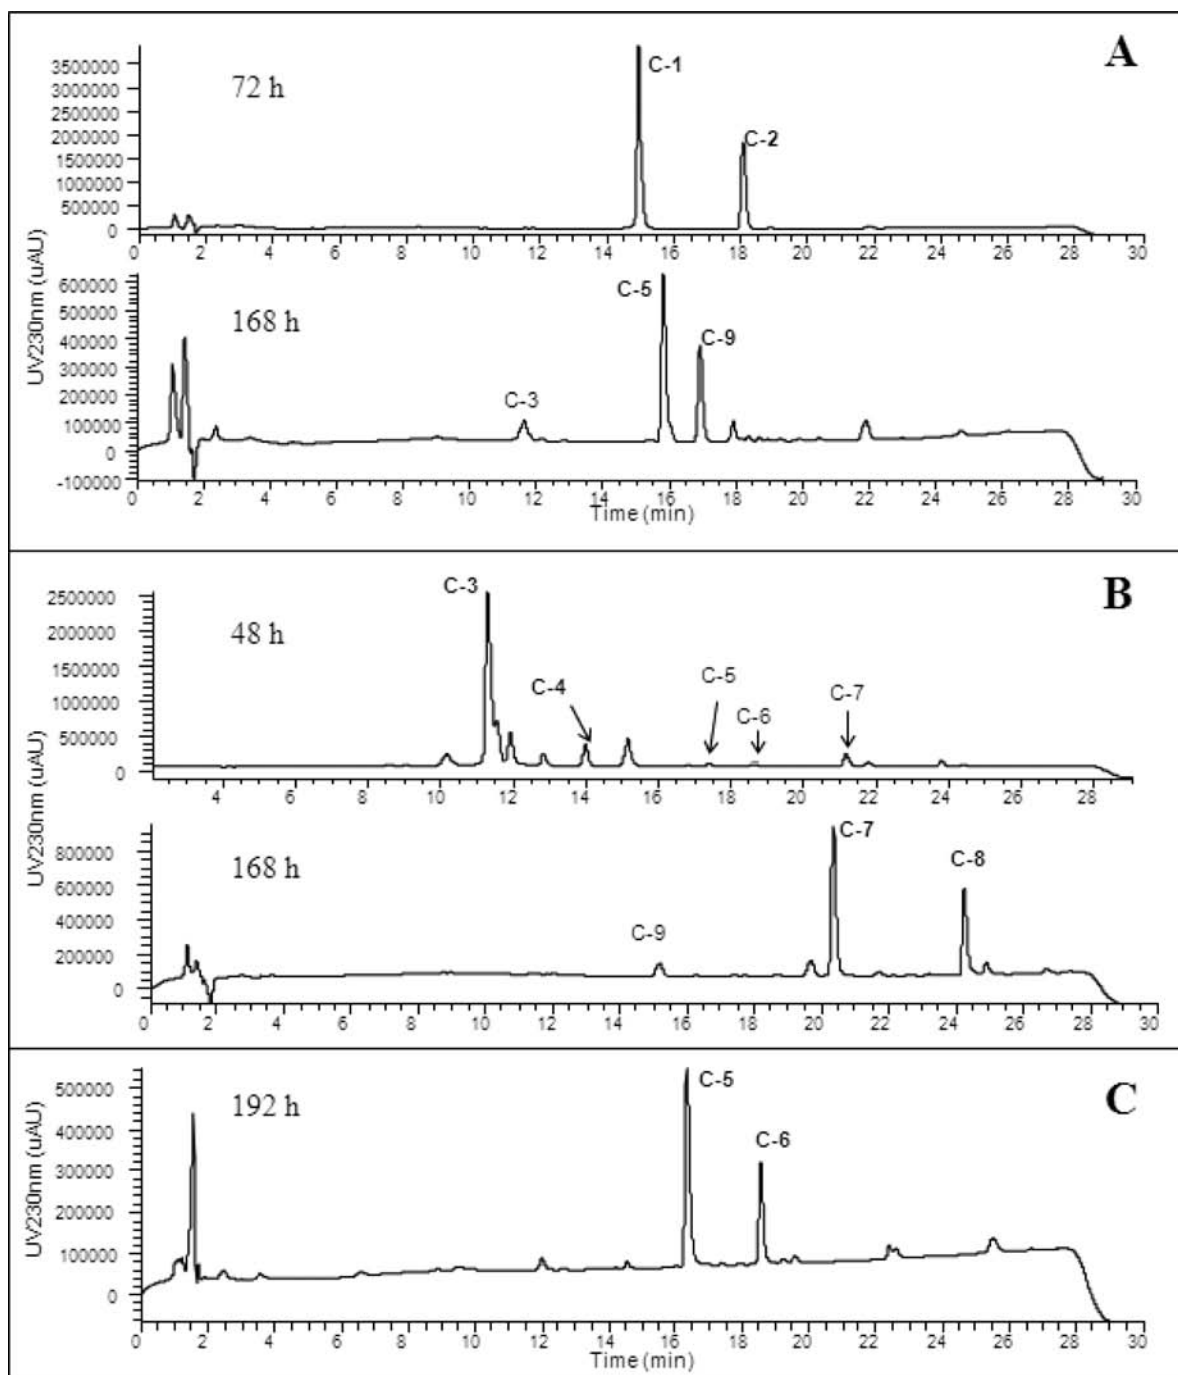 A
72 h
C-1
C-2
3500000
3000000
2500000
2000000
1500000
1000000
500000
0
0 2 4 6 8 10 12 14 16 18 20 22 24 26 28 30
UV230nm (uAU)
168 h
C-5
C-9
C-3
600000
500000
400000
300000
200000
100000
0
-100000
0 2 4 6 8 10 12 14 16 18 20 22 24 26 28 30
Time (min)
B
48 h
C-3
C-4
C-5
C-6
C-7
2500000
2000000
1500000
1000000
500000
0
4 6 8 10 12 14 16 18 20 22 24 26 28
UV230nm (uAU)
168 h
C-7
C-8
C-9
800000
600000
400000
200000
0
0 2 4 6 8 10 12 14 16 18 20 22 24 26 28 30
C
192 h
C-5
C-6
500000
400000
300000
200000
100000
0
UV230nm (uAU)
0 2 4 6 8 10 12 14 16 18 20 22 24 26 28 30
Time (min)